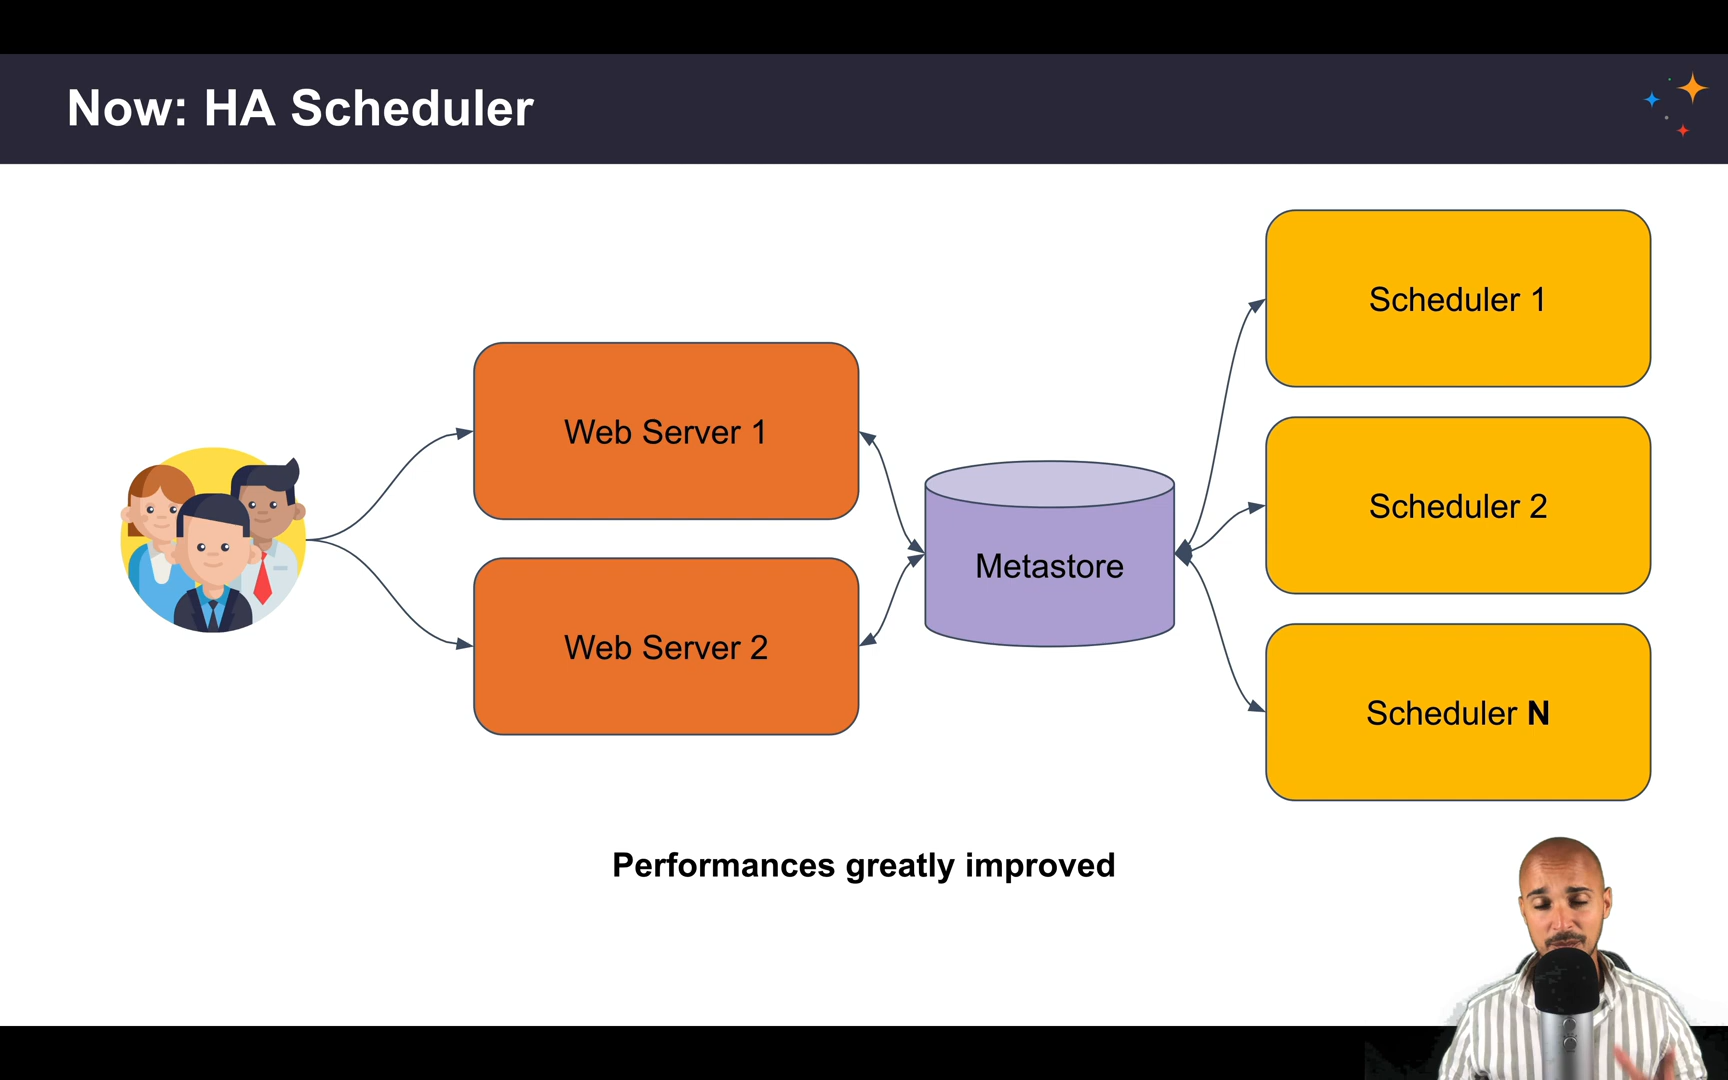 Now: HA Scheduler
Web Server 1
Web Server 2
Metastore
Scheduler 1
Scheduler 2
Scheduler N
Performances greatly improved